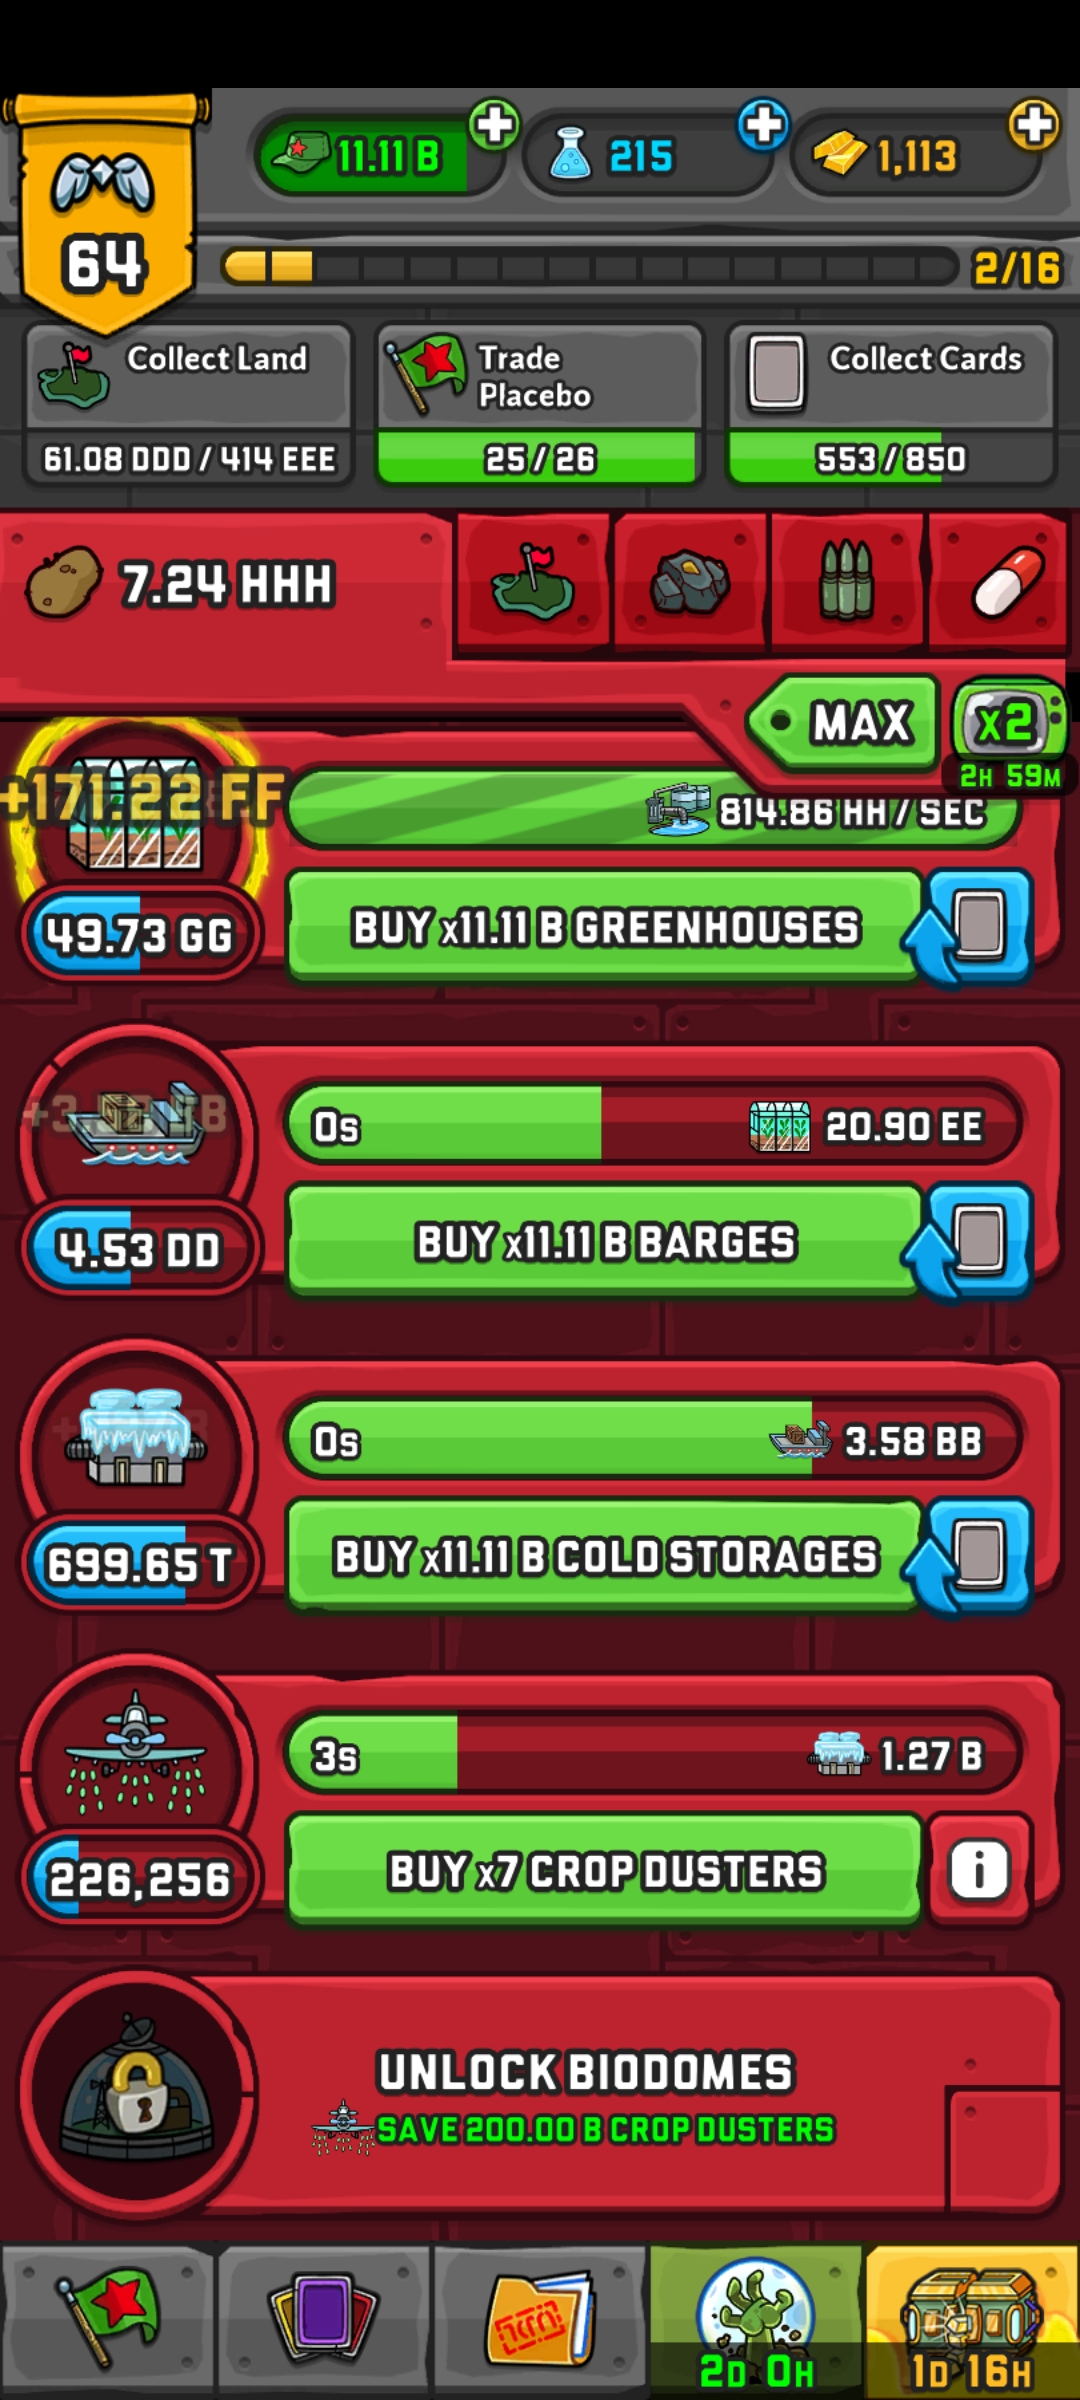 11.11 B
215
1,113
64
2/16
Collect Land
61.08 DDD / 414 EEE
Trade
Placebo
25 / 26
Collect Cards
553 / 850
7.24 HHH
MAX
x2
2H 59M
+171.22 FF
814.86 HH / SEC
49.73 GG
BUY x11.11 B GREENHOUSES
0s
20.90 EE
4.53 DD
BUY x11.11 B BARGES
0s
3.58 BB
699.65 T
BUY x11.11 B COLD STORAGES
3s
1.27 B
226,256
BUY x7 CROP DUSTERS
i
UNLOCK BIODOMES
SAVE 200.00 B CROP DUSTERS
2D 0H
1D 16H